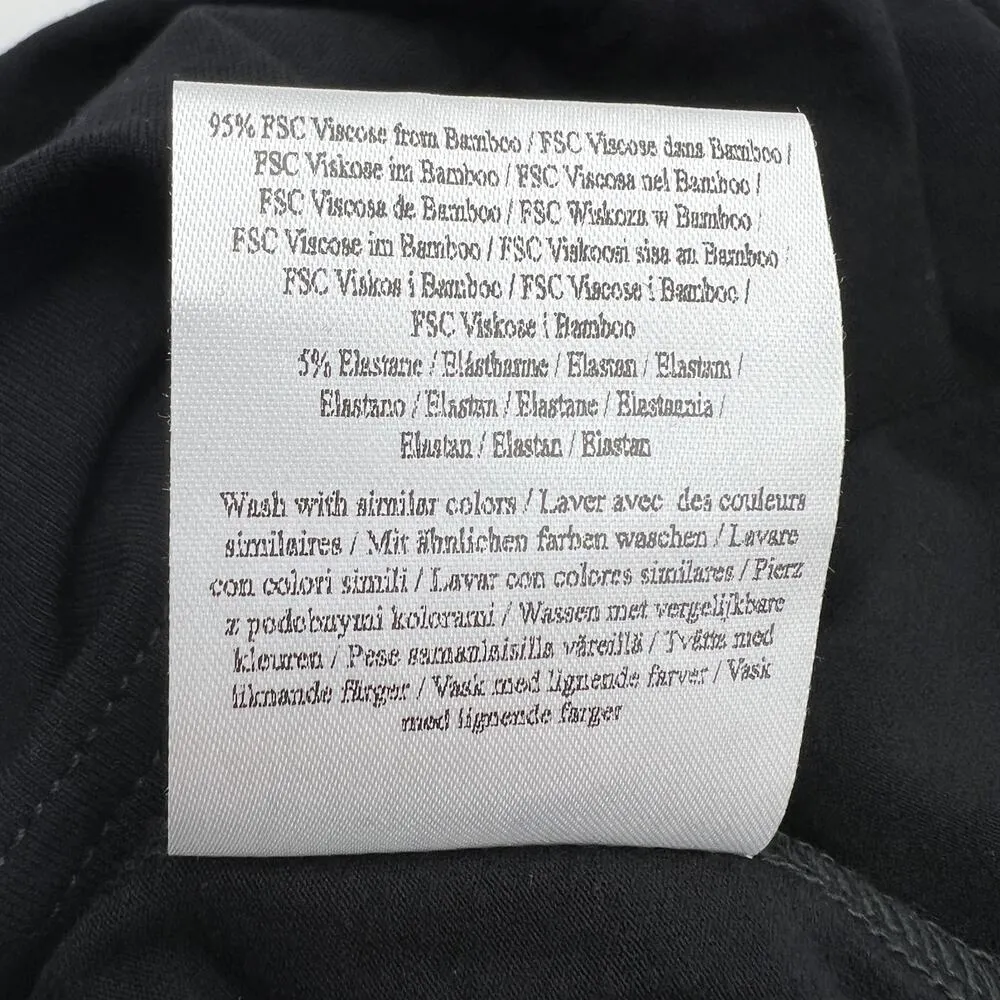 95% FSC Viscose from Bamboo / FSC Viscose dans Bamboo /
FSC Viskose im Bamboo / FSC Viscosa nel Bamboo /
FSC Viscosa de Bamboo / FSC Wiskoza w Bamboo /
FSC Viscose im Bamboo / FSC Viskoosi sisa an Bamboo /
FSC Viskos i Bamboo / FSC Viscose i Bamboo /
FSC Viskose i Bamboo
5% Elastane / Elásthanne / Elastan / Elastam /
Elastano / Elastan / Elastane / Elastaania /
Elastan / Elastan / Elastan
Wash with similar colors / Laver avec des couleurs
similaires / Mit ähnlichen farben waschen / Lavare
con colori simili / Lavar con colores similares / Pierz
z podobnymi kolorami / Wassen met vergelijkbare
kleuren / Pese samanlaisilla väreillä / Tvätta med
liknande färger / Vask med lignende farver / Vask
med lignende farger